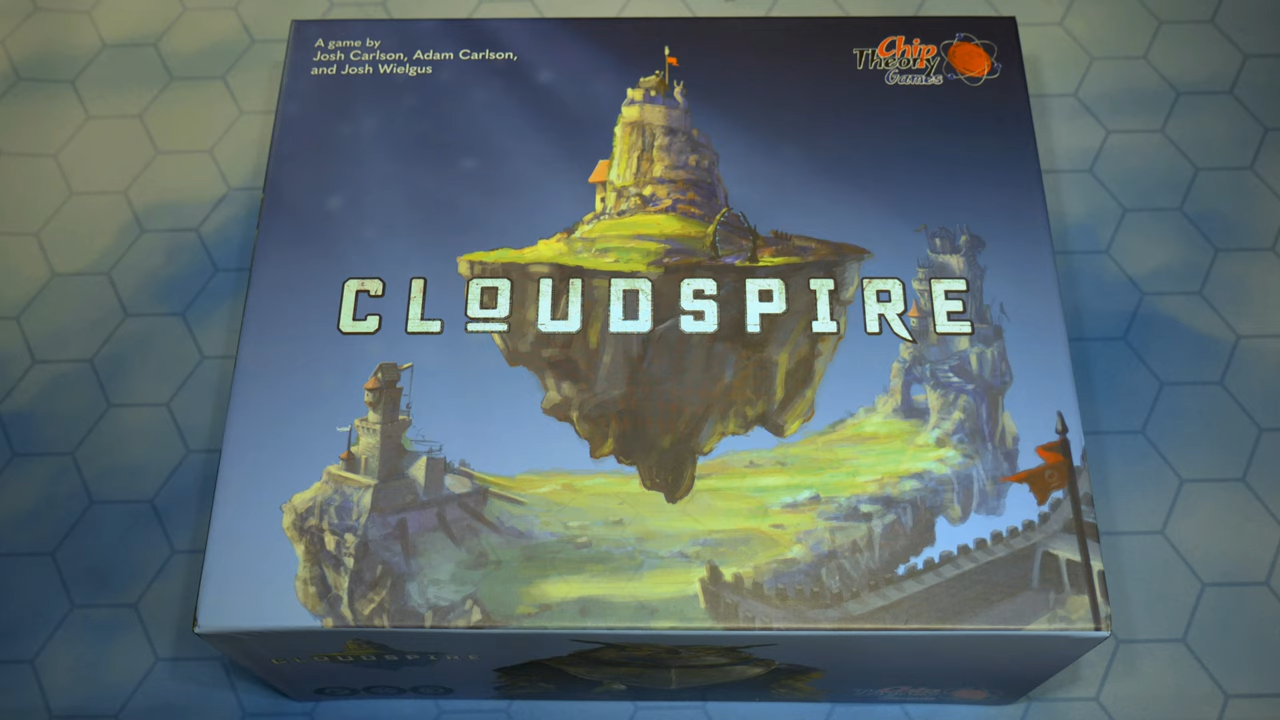 A game by
Josh Carlson, Adam Carlson,
and Josh Wielgus
Chip
Theory
Games
CLOUDSPIRE
CLOUDSPIRE